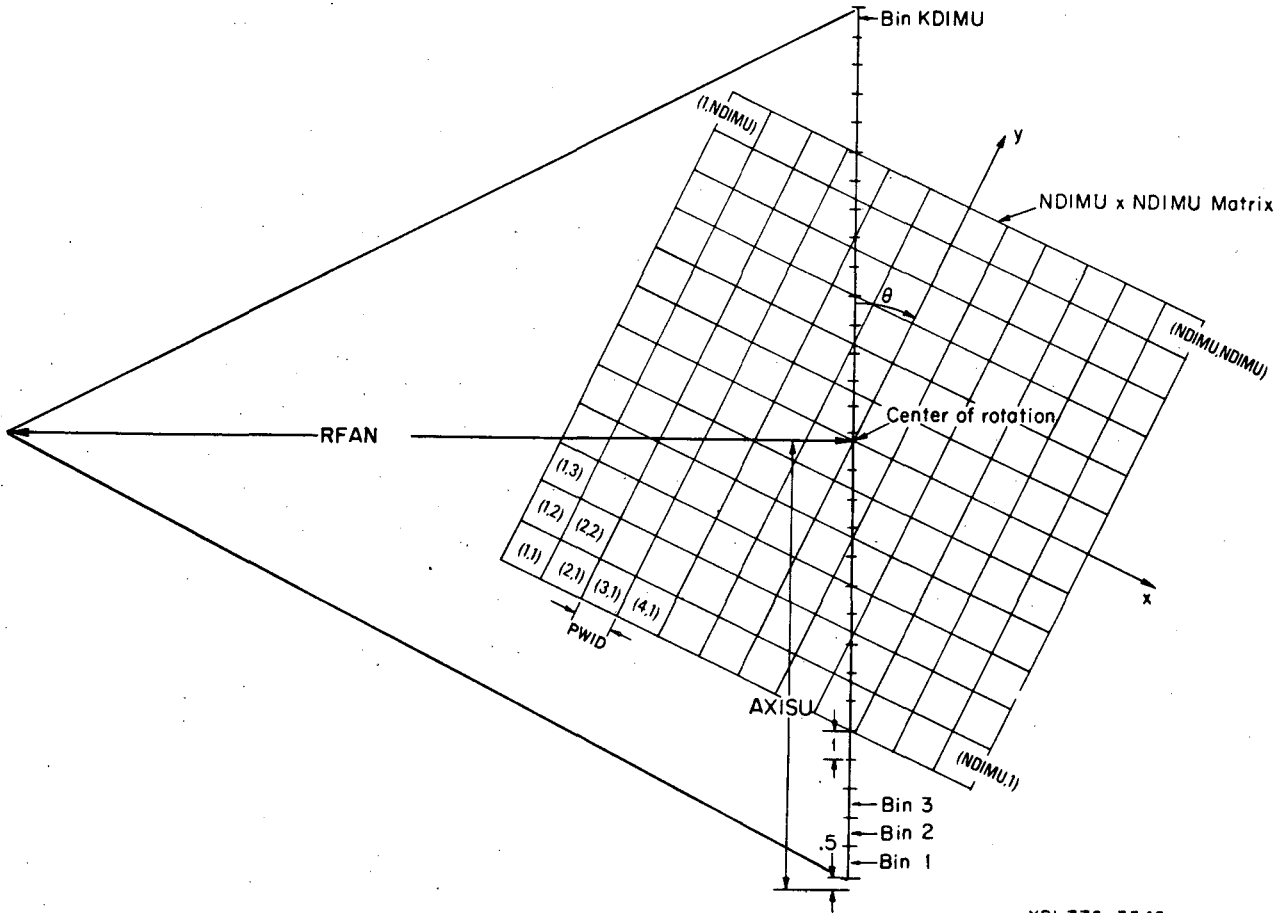 Bin KDIMU
(1,NDIMU)
y
NDIMU x NDIMU Matrix
θ
(NDIMU,NDIMU)
Center of rotation
RFAN
(1,3)
(1,2) (2,2)
(1,1) (2,1) (3,1) (4,1)
x
PWID
AXISU
1
(NDIMU,1)
Bin 3
.5
Bin 2
Bin 1